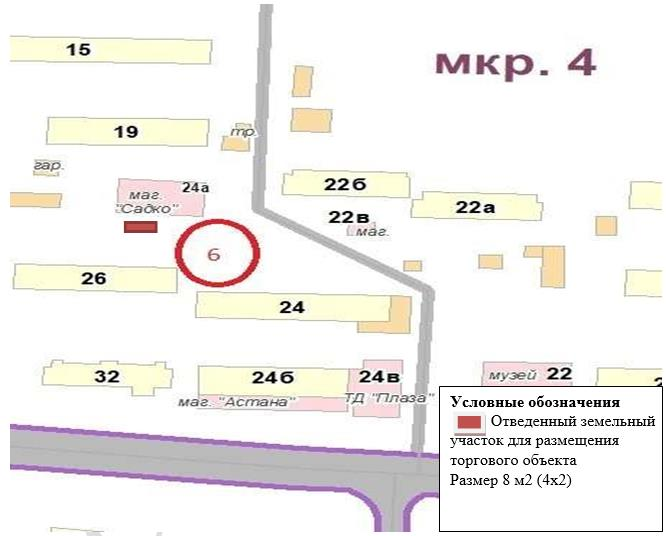 15
мкр. 4
19
тр.
гар.
24а
маг.
"Садко"
22б
22а
22в
маг.
6
26
24
32
24б
24в
музей 22
маг. "Астана"
ТД "Плаза"
Условные обозначения
Отведенный земельный
участок для размещения
торгового объекта
Размер 8 м2 (4х2)